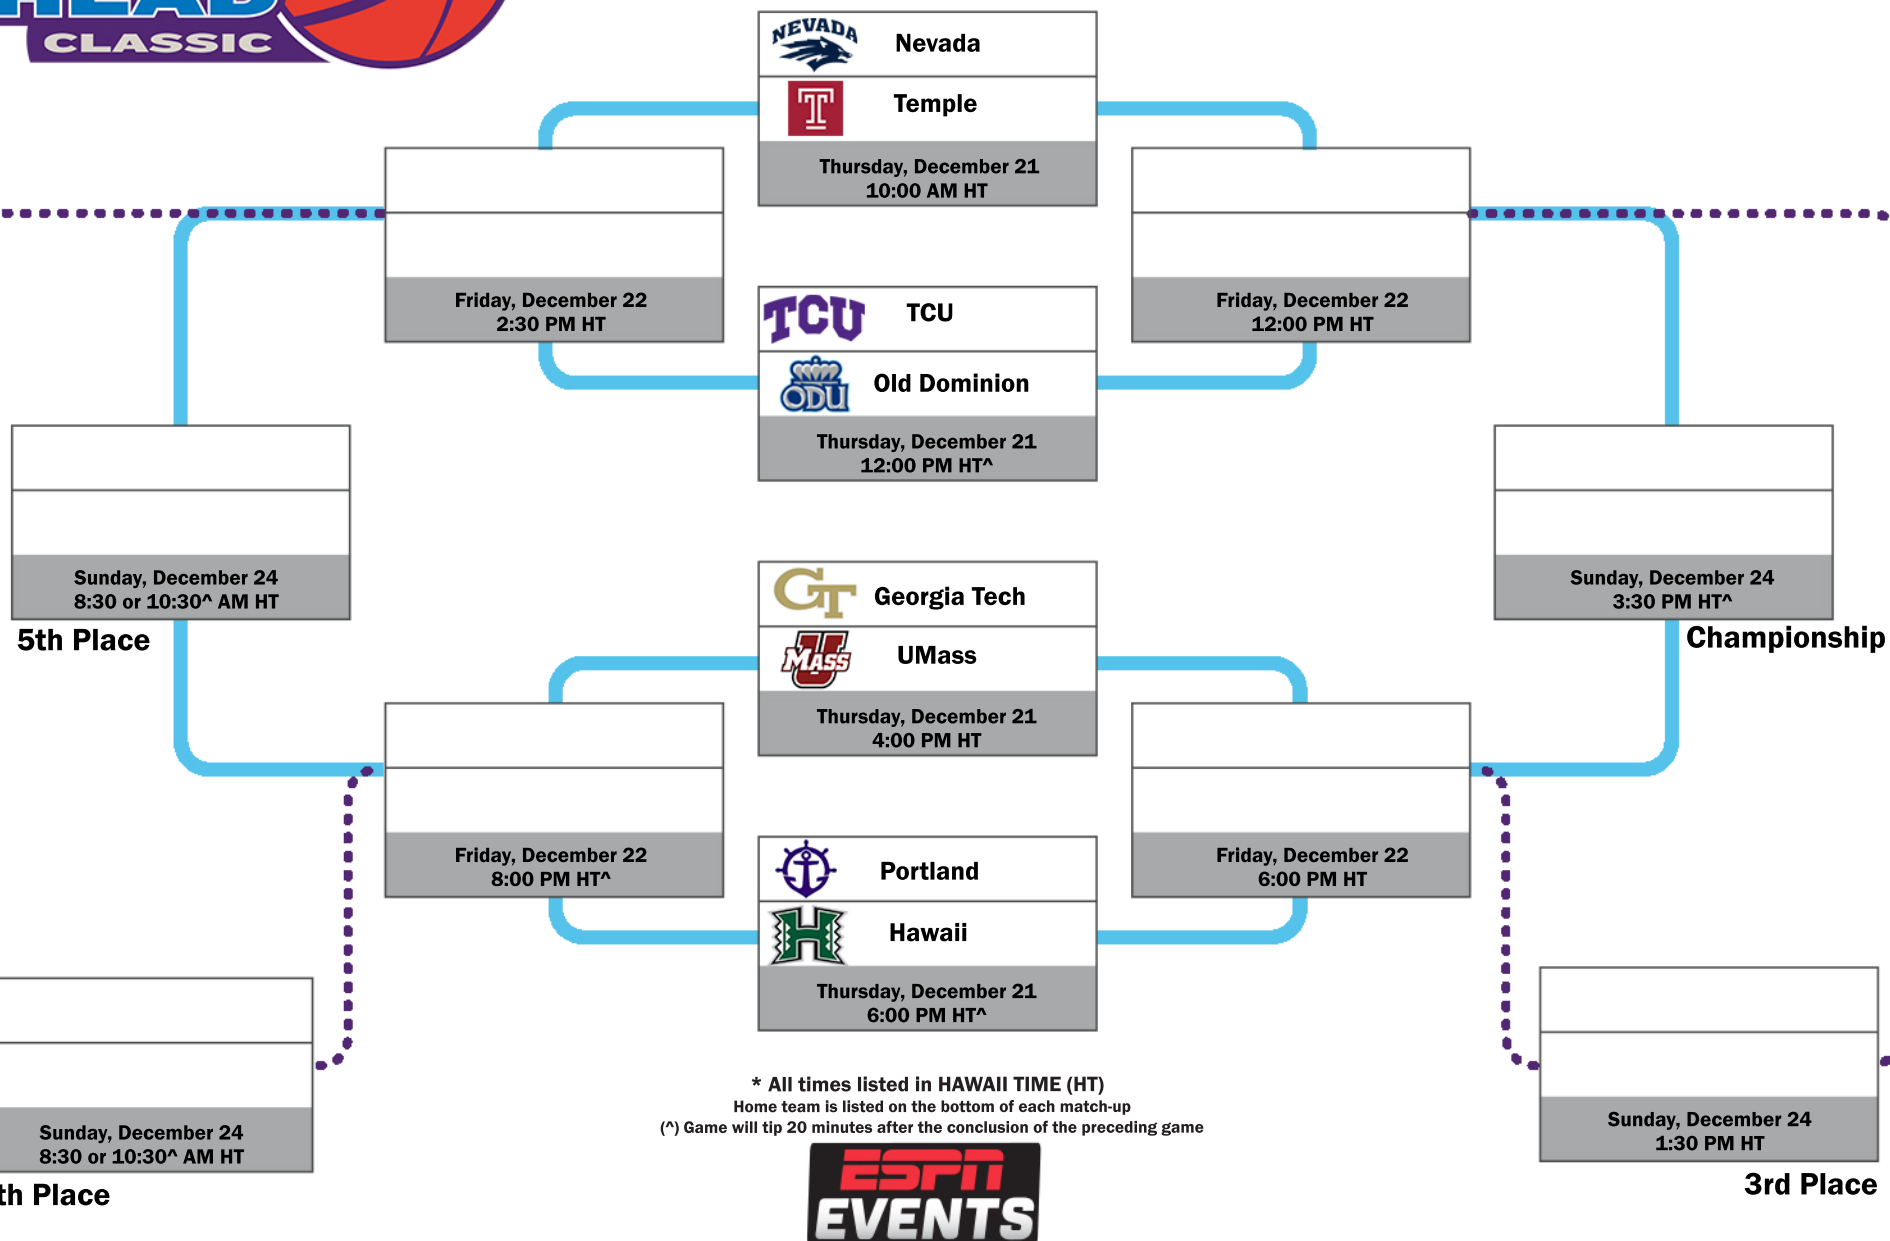 HEAD
CLASSIC
NEVADA
Nevada
T
Temple
Thursday, December 21
10:00 AM HT
Friday, December 22
2:30 PM HT
Friday, December 22
12:00 PM HT
TCU
TCU
ODU
Old Dominion
Thursday, December 21
12:00 PM HT^
Sunday, December 24
8:30 or 10:30^ AM HT
5th Place
Sunday, December 24
3:30 PM HT^
Championship
GT
Georgia Tech
U
MASS
UMass
Thursday, December 21
4:00 PM HT
Friday, December 22
8:00 PM HT^
Friday, December 22
6:00 PM HT
Portland
H
Hawaii
Thursday, December 21
6:00 PM HT^
Sunday, December 24
8:30 or 10:30^ AM HT
th Place
Sunday, December 24
1:30 PM HT
3rd Place
* All times listed in HAWAII TIME (HT)
Home team is listed on the bottom of each match-up
(^) Game will tip 20 minutes after the conclusion of the preceding game
ESPN
EVENTS